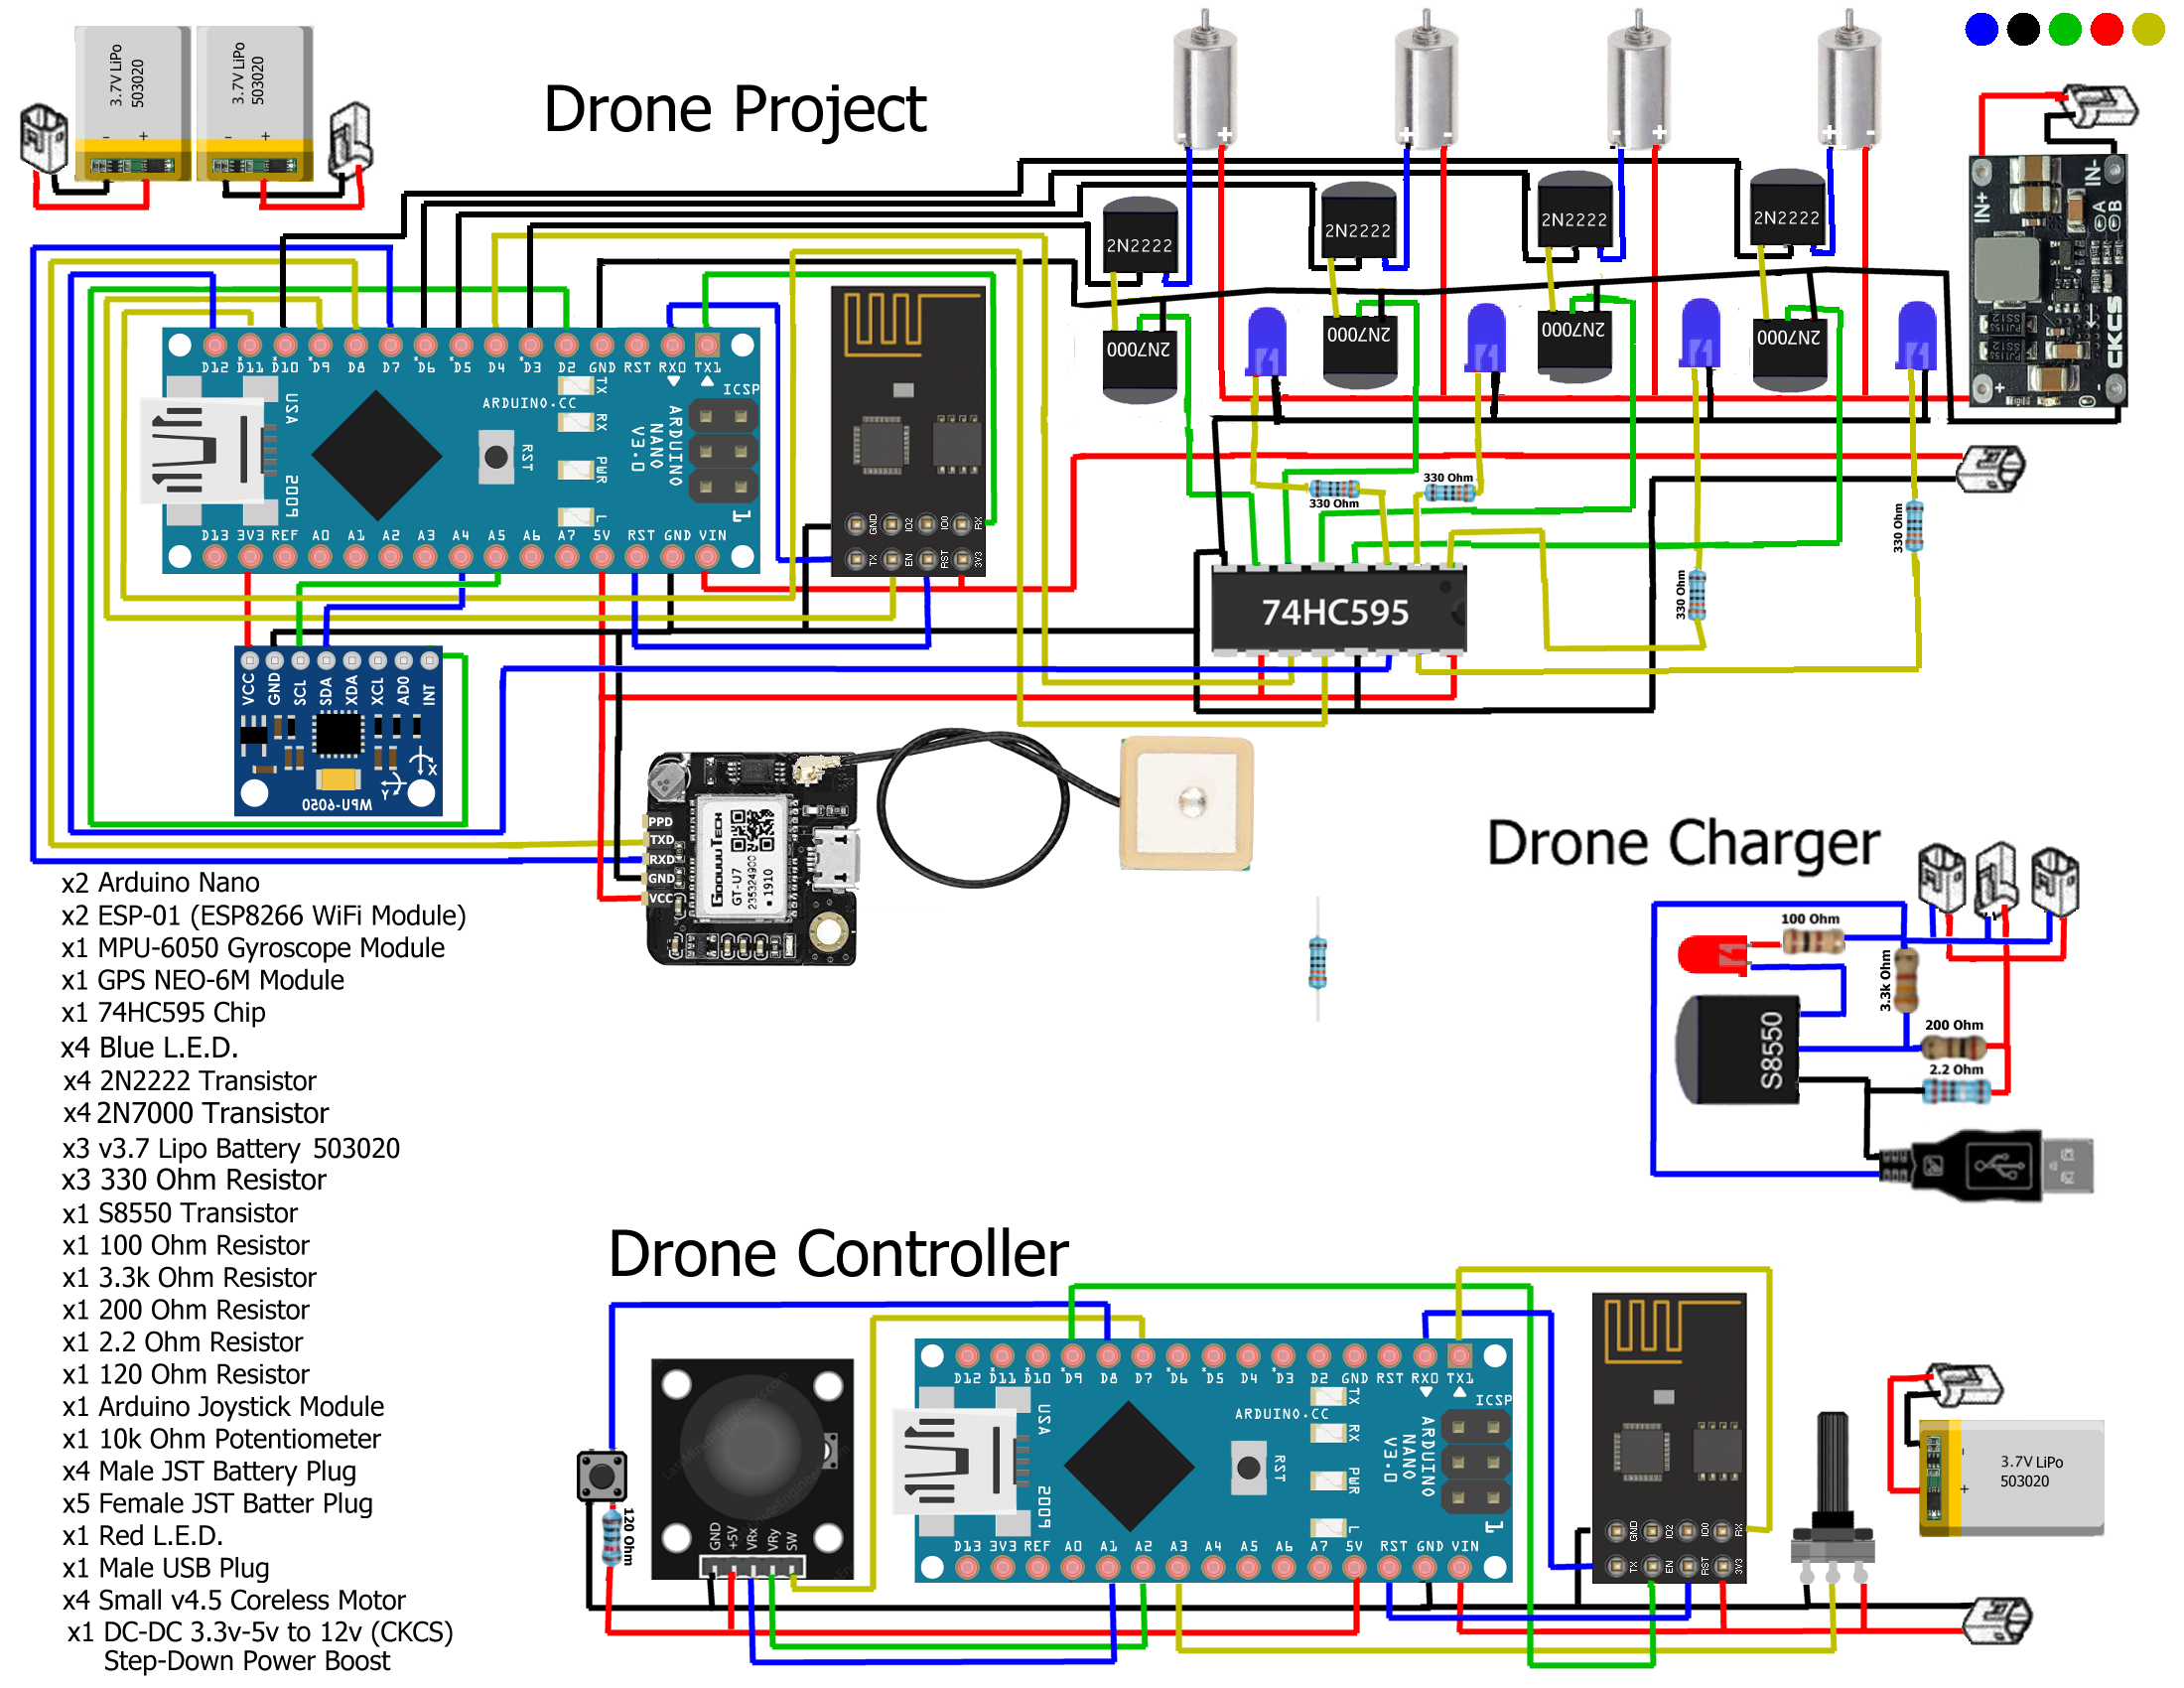 Drone Project
3.7V LiPo
503020
- +
3.7V LiPo
503020
- +
- +
+ -
- +
+ -
2N2222
2N2222
2N2222
2N2222
2N7000
2N7000
2N7000
2N7000
IN+
IN-
A
B
CKCS
+
-
D12 D11 D10 D9 D8 D7 D6 D5 D4 D3 D2 GND RST RX0 TX1
USA
ARDUINO.CC
TX
RX
PWR
L
RST
ICSP
ARDUINO
NANO
V3.0
2009
1
D13 3V3 REF A0 A1 A2 A3 A4 A5 A6 A7 5V RST GND VIN
GND IO2 IO0 RX
TX EN RST 3V3
330 Ohm
330 Ohm
330 Ohm
330 Ohm
74HC595
VCC GND SCL SDA XDA XCL AD0 INT
X
Y
MPU-6050
PPD
TXD
RXD
GND
VCC
GOOUUU TECH
GT-U7
235324900
1910
x2 Arduino Nano
x2 ESP-01 (ESP8266 WiFi Module)
x1 MPU-6050 Gyroscope Module
x1 GPS NEO-6M Module
x1 74HC595 Chip
x4 Blue L.E.D.
x4 2N2222 Transistor
x4 2N7000 Transistor
x3 v3.7 Lipo Battery 503020
x3 330 Ohm Resistor
x1 S8550 Transistor
x1 100 Ohm Resistor
x1 3.3k Ohm Resistor
x1 200 Ohm Resistor
x1 2.2 Ohm Resistor
x1 120 Ohm Resistor
x1 Arduino Joystick Module
x1 10k Ohm Potentiometer
x4 Male JST Battery Plug
x5 Female JST Batter Plug
x1 Red L.E.D.
x1 Male USB Plug
x4 Small v4.5 Coreless Motor
x1 DC-DC 3.3v-5v to 12v (CKCS)
Step-Down Power Boost
Drone Charger
100 Ohm
3.3k Ohm
200 Ohm
2.2 Ohm
S8550
Drone Controller
120 Ohm
GND
+5V
VRx
VRy
SW
D12 D11 D10 D9 D8 D7 D6 D5 D4 D3 D2 GND RST RX0 TX1
USA
ARDUINO.CC
TX
RX
PWR
L
RST
ICSP
ARDUINO
NANO
V3.0
2009
1
D13 3V3 REF A0 A1 A2 A3 A4 A5 A6 A7 5V RST GND VIN
GND IO2 IO0 RX
TX EN RST 3V3
3.7V LiPo
503020
- +